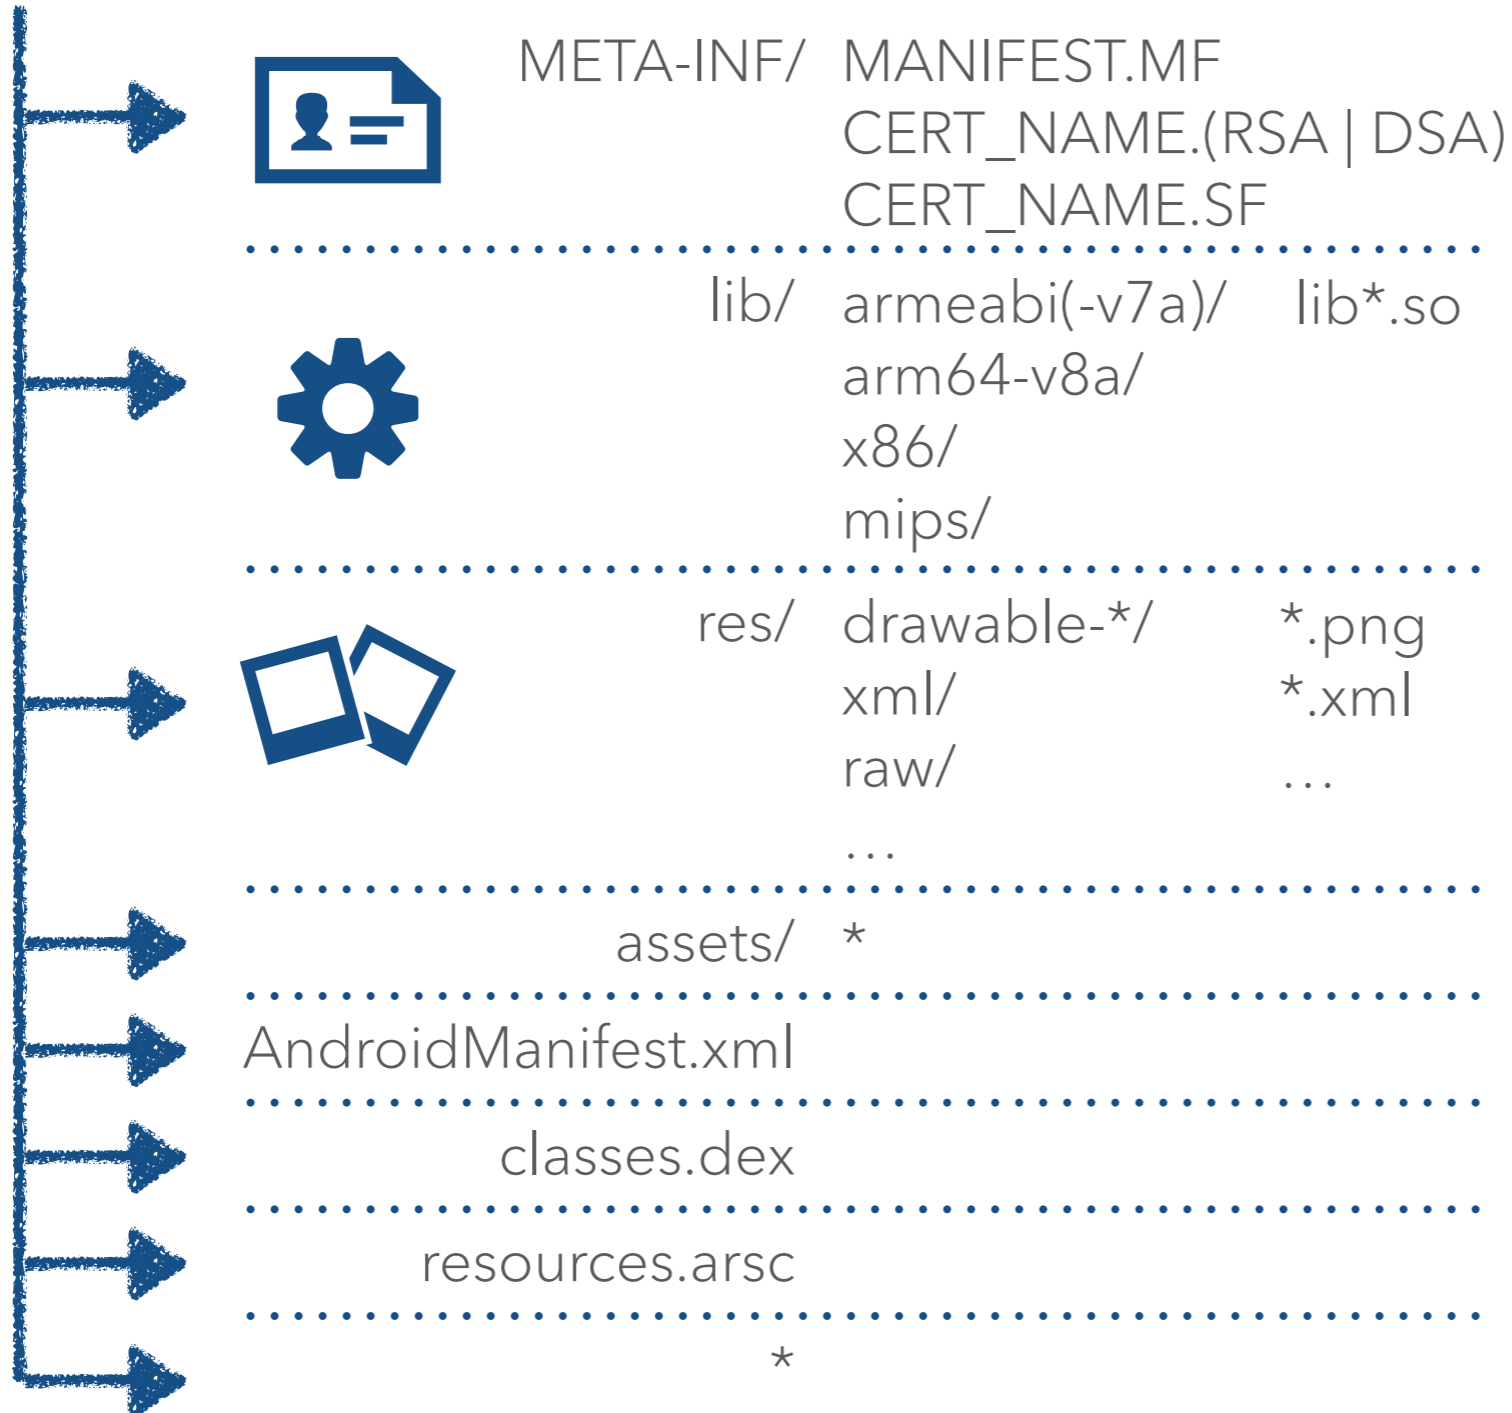 META-INF/ MANIFEST.MF
CERT_NAME.(RSA | DSA)
CERT_NAME.SF
lib/ armeabi(-v7a)/ lib*.so
arm64-v8a/
x86/
mips/
res/ drawable-*/ *.png
xml/ *.xml
raw/ …
…
assets/ *
AndroidManifest.xml
classes.dex
resources.arsc
*